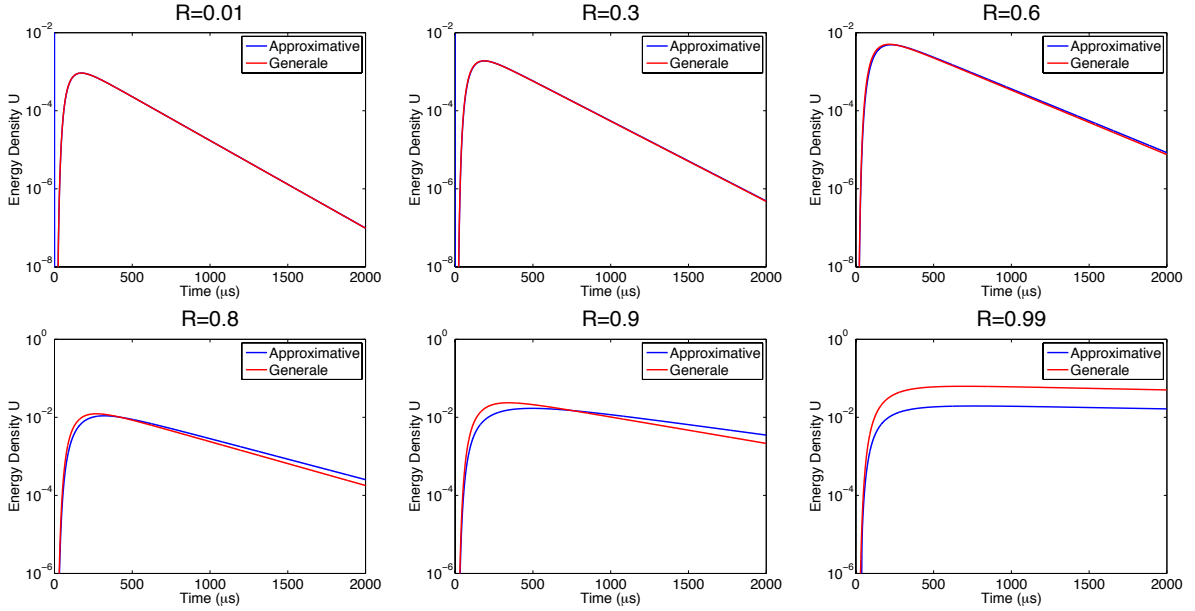 R=0.01
10^-2
10^-4
10^-6
10^-8
Energy Density U
0 500 1000 1500 2000
Time (μs)
Approximative
Generale
R=0.3
10^-2
10^-4
10^-6
10^-8
Energy Density U
0 500 1000 1500 2000
Time (μs)
Approximative
Generale
R=0.6
10^-2
10^-4
10^-6
10^-8
Energy Density U
0 500 1000 1500 2000
Time (μs)
Approximative
Generale
R=0.8
10^0
10^-2
10^-4
10^-6
Energy Density U
0 500 1000 1500 2000
Time (μs)
Approximative
Generale
R=0.9
10^0
10^-2
10^-4
10^-6
Energy Density U
0 500 1000 1500 2000
Time (μs)
Approximative
Generale
R=0.99
10^0
10^-2
10^-4
10^-6
Energy Density U
0 500 1000 1500 2000
Time (μs)
Approximative
Generale